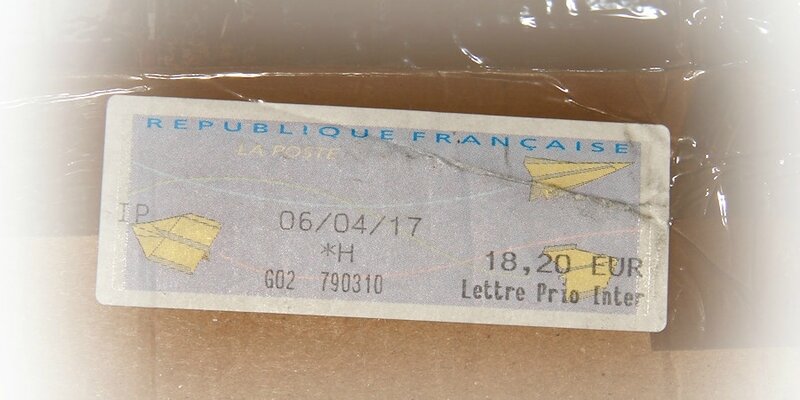 REPUBLIQUE FRANÇAISE
LA POSTE
IP
06/04/17
*H
18,20 EUR
G02 790310
Lettre Prio Inter